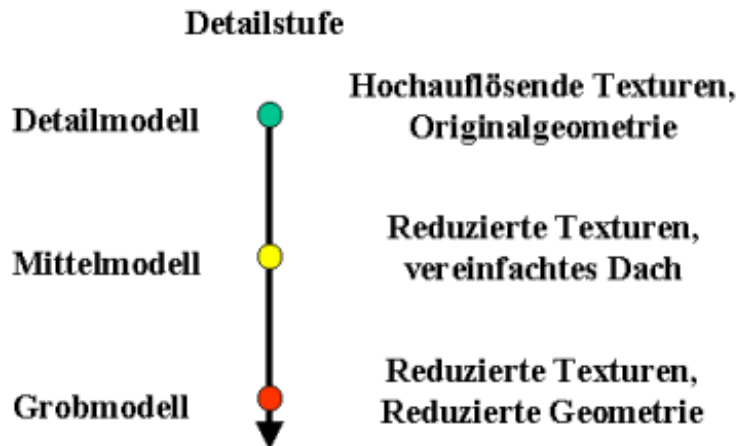 Detailstufe
Detailmodell
Hochauflösende Texturen,
Originalgeometrie
Mittelmodell
Reduzierte Texturen,
vereinfachtes Dach
Grobmodell
Reduzierte Texturen,
Reduzierte Geometrie